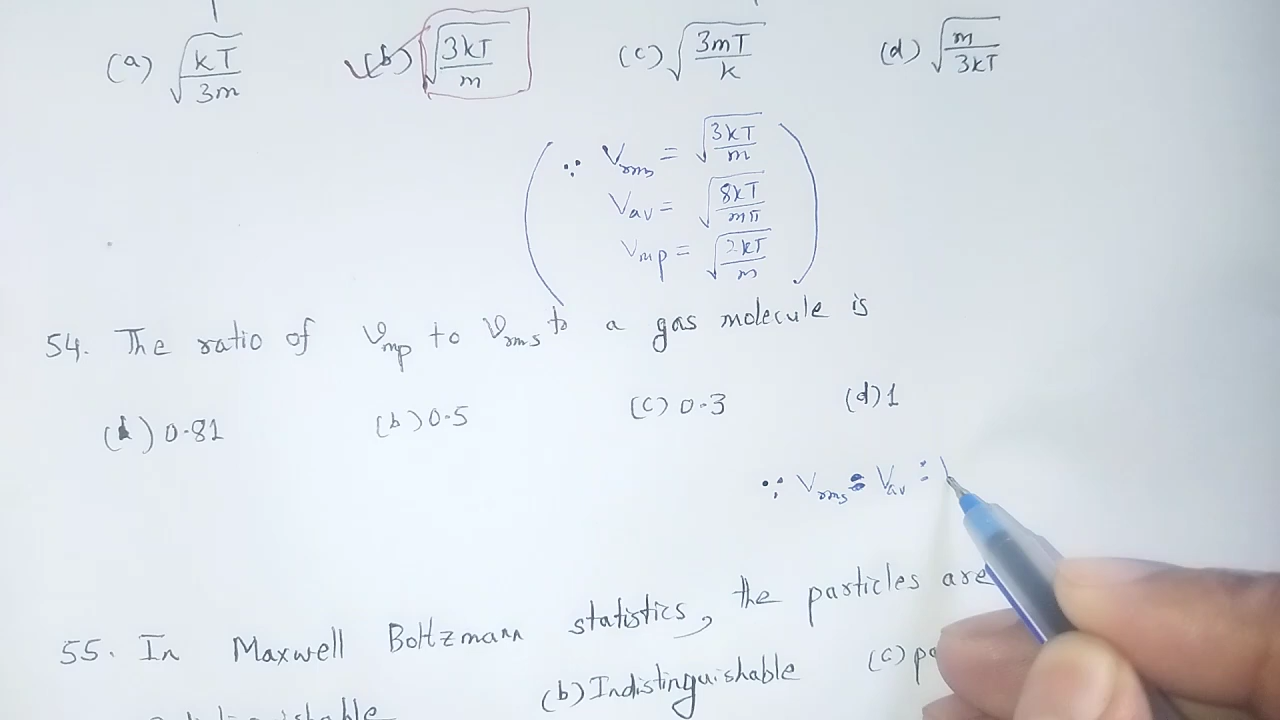 (a) √(kT/3m) (b) √(3kT/m) (c) √(3mT/k) (d) √(m/3kT)
(∵ Vrms = √(3kT/m)
Vav = √(8kT/mπ)
Vmp = √(2kT/m))
54. The ratio of Vmp to Vrms to a gas molecule is
( ) 0.81 (b) 0.5 (c) 0.3 (d) 1
∵ Vrms : Vav :
55. In Maxwell Boltzmann statistics, the particles are
(b) Indistinguishable (c)